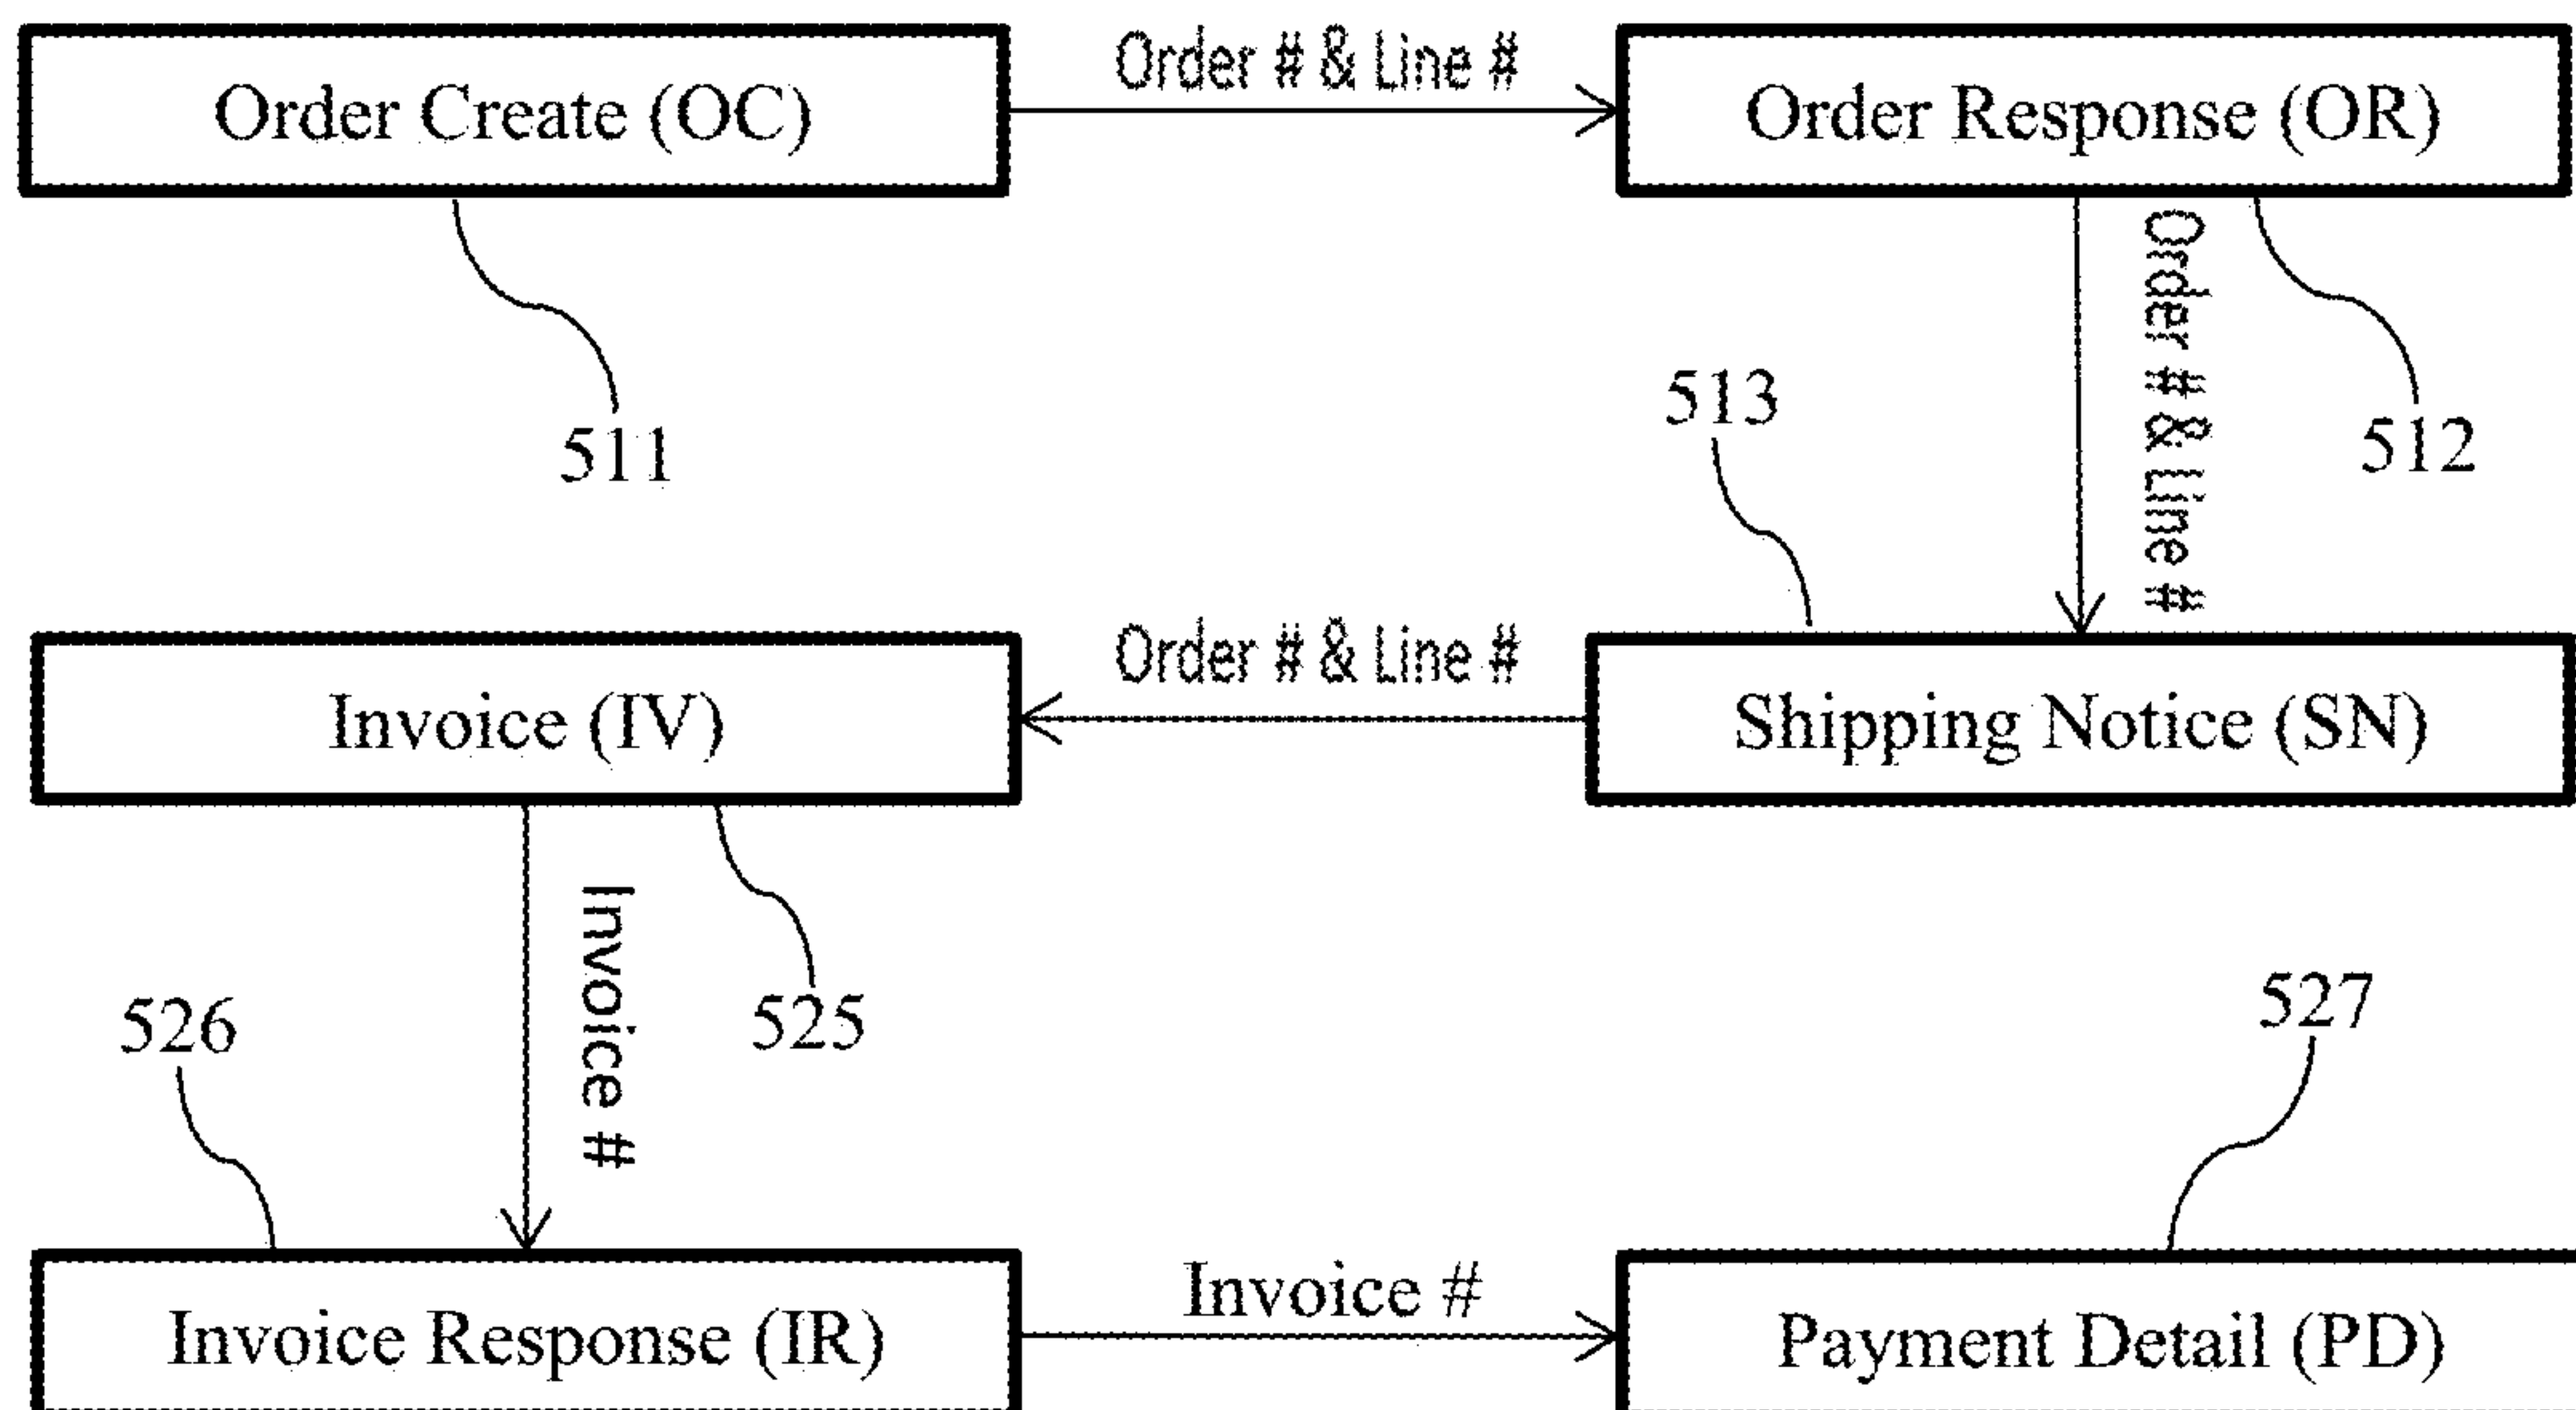 Order Create (OC)
Order # & Line #
Order Response (OR)
511
Order # & Line #
512
513
Invoice (IV)
Order # & Line #
Shipping Notice (SN)
Invoice #
525
526
527
Invoice Response (IR)
Invoice #
Payment Detail (PD)